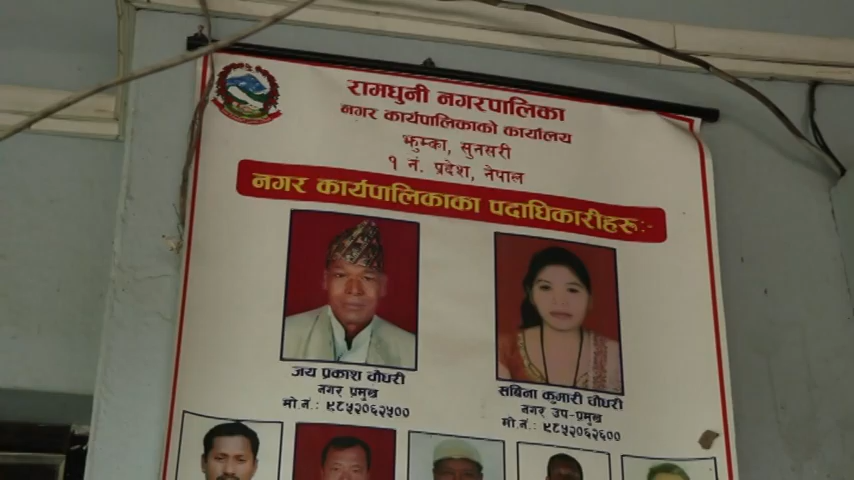 रामधुनी नगरपालिका
नगर कार्यपालिकाको कार्यालय
झुम्का, सुनसरी
१ नं. प्रदेश, नेपाल
नगर कार्यपालिकाका पदाधिकारीहरुः-
जय प्रकाश चौधरी
नगर प्रमुख
मो.नं.: ९८५२०६२५००
सबिना कुमारी चौधरी
नगर उप-प्रमुख
मो.नं.: ९८५२०६२६००